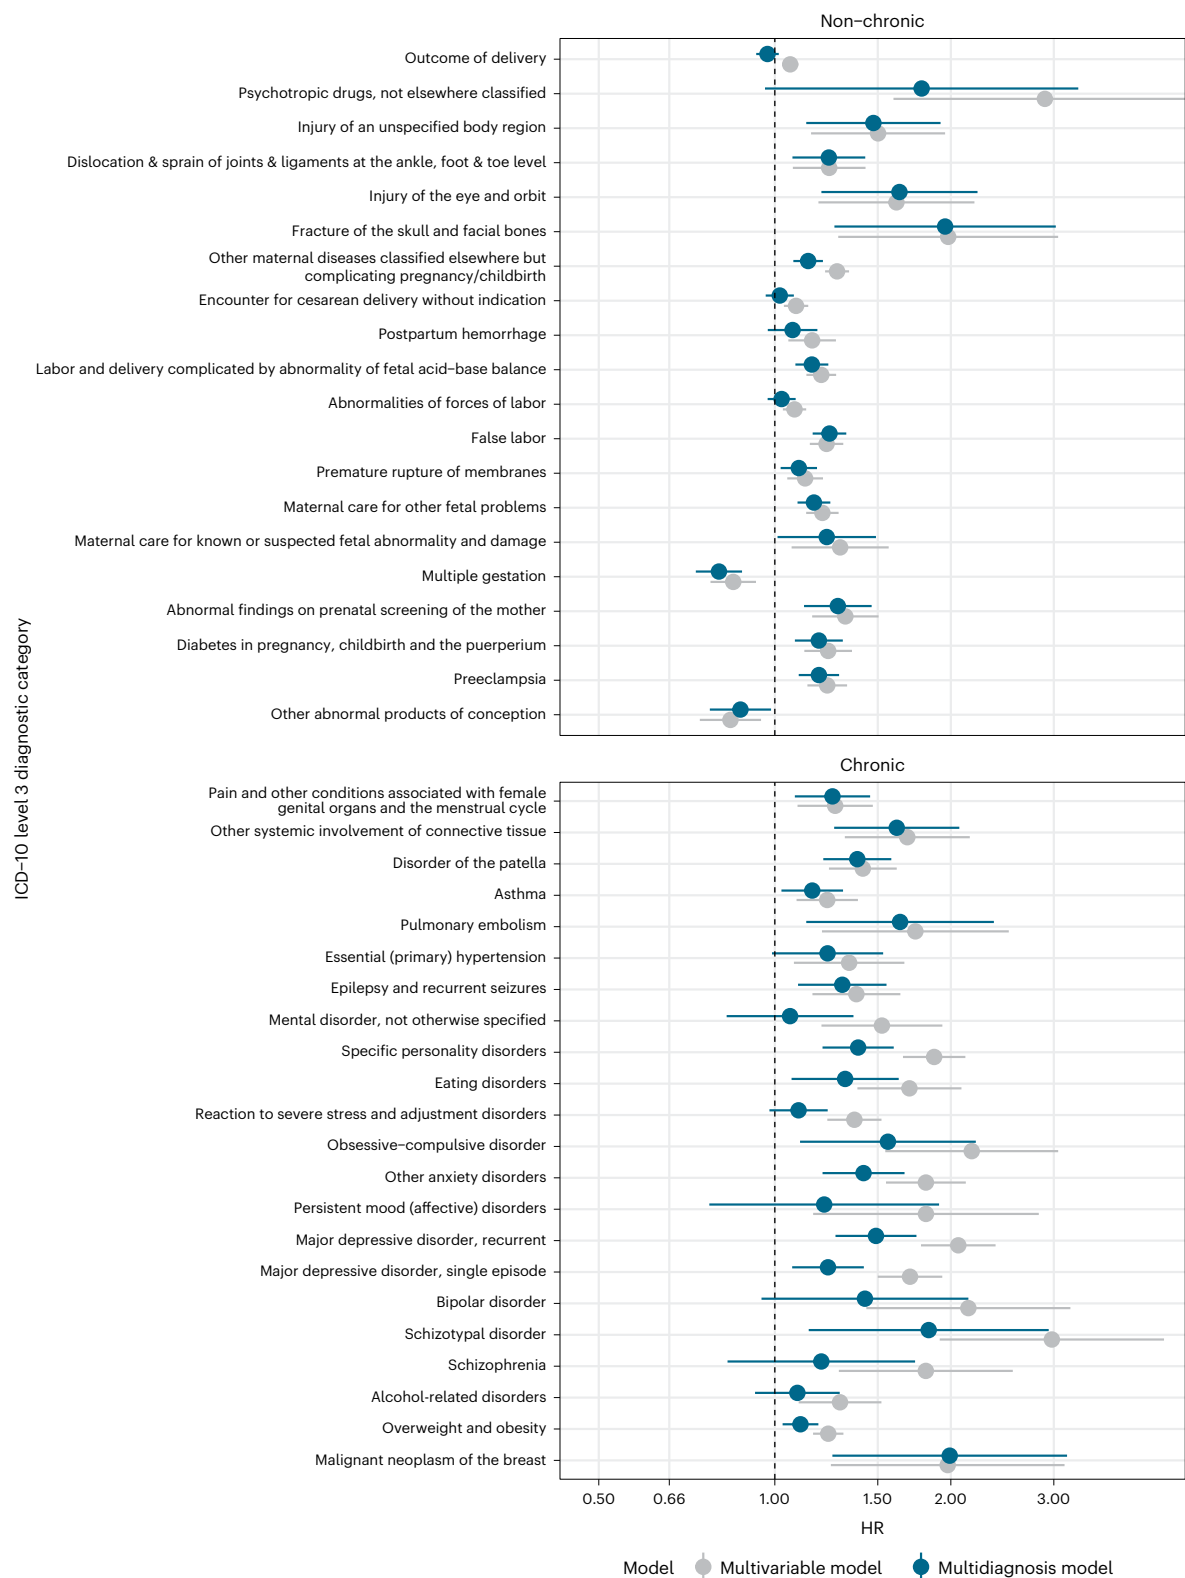 Non−chronic
Outcome of delivery
Psychotropic drugs, not elsewhere classified
Injury of an unspecified body region
Dislocation & sprain of joints & ligaments at the ankle, foot & toe level
Injury of the eye and orbit
Fracture of the skull and facial bones
Other maternal diseases classified elsewhere but
complicating pregnancy/childbirth
Encounter for cesarean delivery without indication
Postpartum hemorrhage
Labor and delivery complicated by abnormality of fetal acid−base balance
Abnormalities of forces of labor
False labor
Premature rupture of membranes
Maternal care for other fetal problems
Maternal care for known or suspected fetal abnormality and damage
Multiple gestation
Abnormal findings on prenatal screening of the mother
Diabetes in pregnancy, childbirth and the puerperium
Preeclampsia
Other abnormal products of conception
ICD−10 level 3 diagnostic category
Chronic
Pain and other conditions associated with female
genital organs and the menstrual cycle
Other systemic involvement of connective tissue
Disorder of the patella
Asthma
Pulmonary embolism
Essential (primary) hypertension
Epilepsy and recurrent seizures
Mental disorder, not otherwise specified
Specific personality disorders
Eating disorders
Reaction to severe stress and adjustment disorders
Obsessive−compulsive disorder
Other anxiety disorders
Persistent mood (affective) disorders
Major depressive disorder, recurrent
Major depressive disorder, single episode
Bipolar disorder
Schizotypal disorder
Schizophrenia
Alcohol-related disorders
Overweight and obesity
Malignant neoplasm of the breast
0.50 0.66 1.00 1.50 2.00 3.00
HR
Model Multivariable model Multidiagnosis model